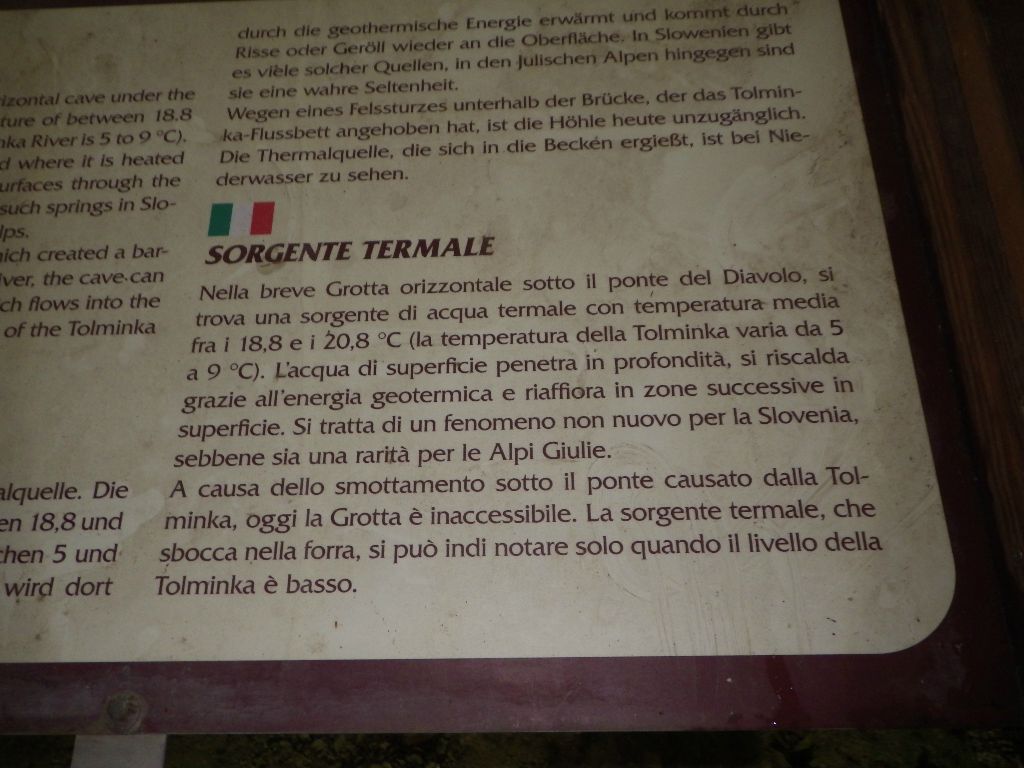 rizontal cave under the
ture of between 18.8
nka River is 5 to 9 °C).
d where it is heated
urfaces through the
such springs in Slo-
lps.
hich created a bar-
iver, the cave can
ch flows into the
of the Tolminka
alquelle. Die
en 18,8 und
chen 5 und
wird dort
durch die geothermische Energie erwärmt und kommt durch
Risse oder Geröll wieder an die Oberfläche. In Slowenien gibt
es viele solcher Quellen, in den Julischen Alpen hingegen sind
sie eine wahre Seltenheit.
Wegen eines Felssturzes unterhalb der Brücke, der das Tolmin-
ka-Flussbett angehoben hat, ist die Höhle heute unzugänglich.
Die Thermalquelle, die sich in die Becken ergießt, ist bei Nie-
derwasser zu sehen.
SORGENTE TERMALE
Nella breve Grotta orizzontale sotto il ponte del Diavolo, si
trova una sorgente di acqua termale con temperatura media
fra i 18,8 e i 20,8 °C (la temperatura della Tolminka varia da 5
a 9 °C). L'acqua di superficie penetra in profondità, si riscalda
grazie all'energia geotermica e riaffiora in zone successive in
superficie. Si tratta di un fenomeno non nuovo per la Slovenia,
sebbene sia una rarità per le Alpi Giulie.
A causa dello smottamento sotto il ponte causato dalla Tol-
minka, oggi la Grotta è inaccessibile. La sorgente termale, che
sbocca nella forra, si può indi notare solo quando il livello della
Tolminka è basso.